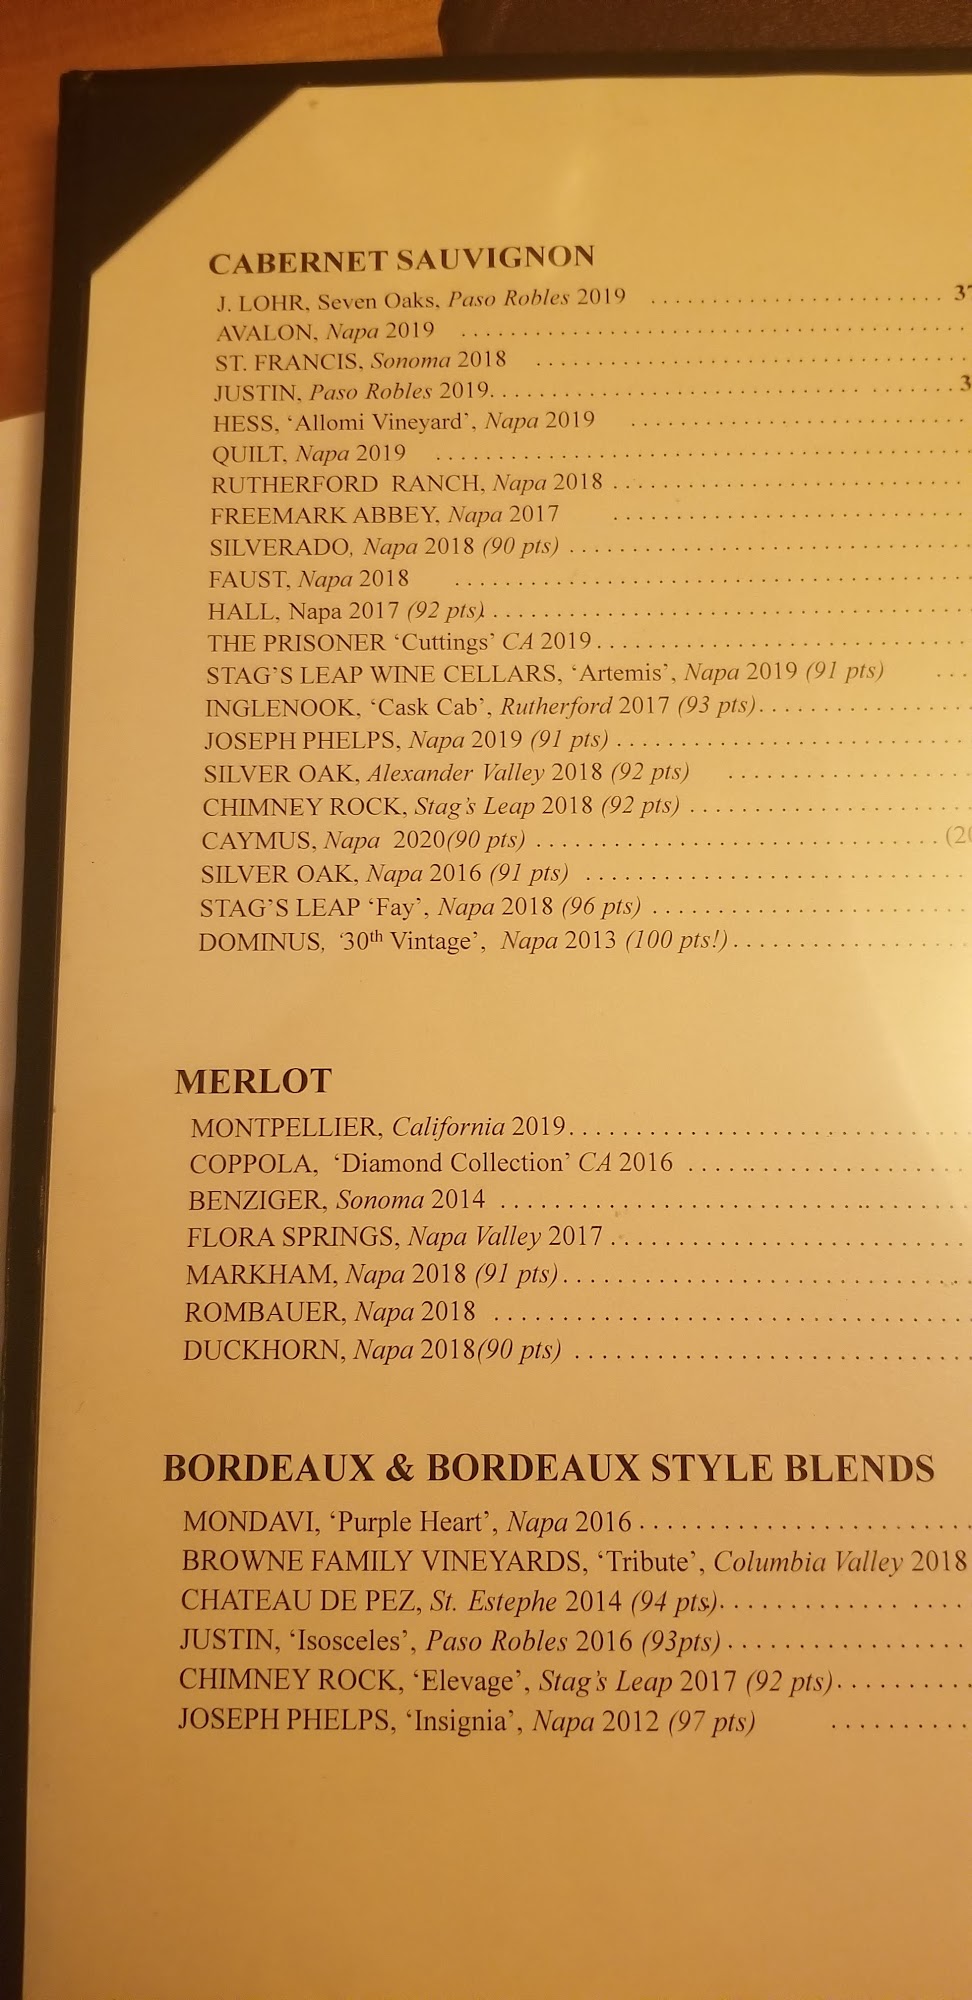 CABERNET SAUVIGNON
J. LOHR, Seven Oaks, Paso Robles 2019 . . . . . . . . . . . . . . . . . . . . . . . . . 37
AVALON, Napa 2019 . . . . . . . . . . . . . . . . . . . . . . . . .
ST. FRANCIS, Sonoma 2018 . . . . . . . . . . . . . . . . . . . . . . . . .
JUSTIN, Paso Robles 2019. . . . . . . . . . . . . . . . . . . . . . . . . 3
HESS, ‘Allomi Vineyard’, Napa 2019 . . . . . . . . . . . . . . . . . . . . . . . . .
QUILT, Napa 2019 . . . . . . . . . . . . . . . . . . . . . . . . .
RUTHERFORD RANCH, Napa 2018 . . . . . . . . . . . . . . . . . . . . . . . . .
FREEMARK ABBEY, Napa 2017 . . . . . . . . . . . . . . . . . . . . . . . . .
SILVERADO, Napa 2018 (90 pts) . . . . . . . . . . . . . . . . . . . . . . . . .
FAUST, Napa 2018 . . . . . . . . . . . . . . . . . . . . . . . . .
HALL, Napa 2017 (92 pts) . . . . . . . . . . . . . . . . . . . . . . . . .
THE PRISONER ‘Cuttings’ CA 2019 . . . . . . . . . . . . . . . . . . . . . . . . .
STAG’S LEAP WINE CELLARS, ‘Artemis’, Napa 2019 (91 pts) . . .
INGLENOOK, ‘Cask Cab’, Rutherford 2017 (93 pts). . . . . . . . . . . . . . . . . .
JOSEPH PHELPS, Napa 2019 (91 pts) . . . . . . . . . . . . . . . . . . . . . . . . .
SILVER OAK, Alexander Valley 2018 (92 pts) . . . . . . . . . . . . . . . . . . . .
CHIMNEY ROCK, Stag’s Leap 2018 (92 pts) . . . . . . . . . . . . . . . . . . . . . .
CAYMUS, Napa 2020(90 pts) . . . . . . . . . . . . . . . . . . . . . . . . . (20
SILVER OAK, Napa 2016 (91 pts) . . . . . . . . . . . . . . . . . . . . . . . . .
STAG’S LEAP ‘Fay’, Napa 2018 (96 pts) . . . . . . . . . . . . . . . . . . . . . . . .
DOMINUS, ‘30th Vintage’, Napa 2013 (100 pts!) . . . . . . . . . . . . . . . . . . .
MERLOT
MONTPELLIER, California 2019. . . . . . . . . . . . . . . . . . . . . . . . .
COPPOLA, ‘Diamond Collection’ CA 2016 . . . . . . . . . . . . . . . . . . . . .
BENZIGER, Sonoma 2014 . . . . . . . . . . . . . . . . . . . . . . . . .
FLORA SPRINGS, Napa Valley 2017 . . . . . . . . . . . . . . . . . . . . . . . . .
MARKHAM, Napa 2018 (91 pts). . . . . . . . . . . . . . . . . . . . . . . . .
ROMBAUER, Napa 2018 . . . . . . . . . . . . . . . . . . . . . . . . .
DUCKHORN, Napa 2018(90 pts) . . . . . . . . . . . . . . . . . . . . . . . . .
BORDEAUX & BORDEAUX STYLE BLENDS
MONDAVI, ‘Purple Heart’, Napa 2016 . . . . . . . . . . . . . . . . . . . . . . . .
BROWNE FAMILY VINEYARDS, ‘Tribute’, Columbia Valley 2018
CHATEAU DE PEZ, St. Estephe 2014 (94 pts). . . . . . . . . . . . . . . .
JUSTIN, ‘Isosceles’, Paso Robles 2016 (93pts) . . . . . . . . . . . . . . . . . .
CHIMNEY ROCK, ‘Elevage’, Stag’s Leap 2017 (92 pts). . . . . . . . . .
JOSEPH PHELPS, ‘Insignia’, Napa 2012 (97 pts) . . . . . . . . . .